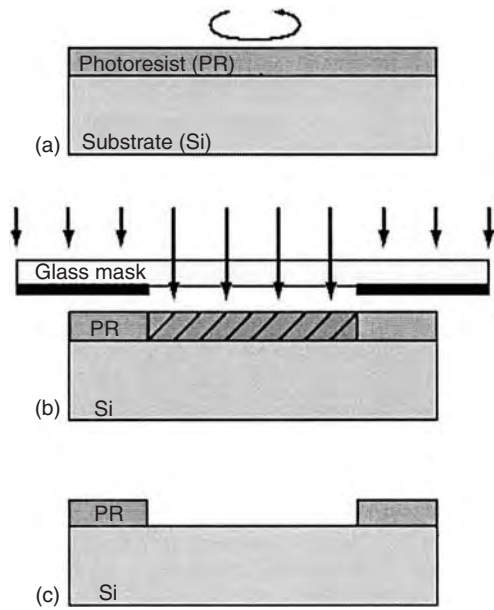 Photoresist (PR)
Substrate (Si)
(a)
Glass mask
PR
Si
(b)
PR
Si
(c)